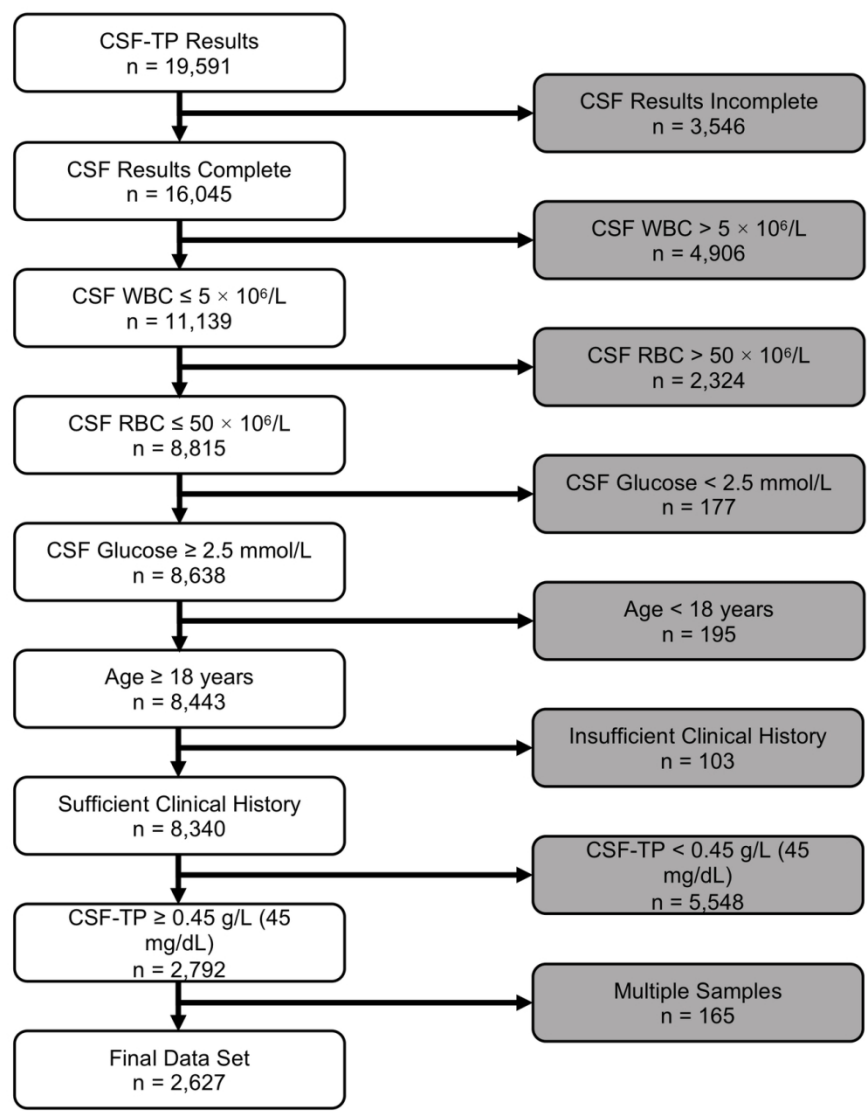 CSF-TP Results
n = 19,591
CSF Results Incomplete
n = 3,546
CSF Results Complete
n = 16,045
CSF WBC > 5 × 10⁶/L
n = 4,906
CSF WBC ≤ 5 × 10⁶/L
n = 11,139
CSF RBC > 50 × 10⁶/L
n = 2,324
CSF RBC ≤ 50 × 10⁶/L
n = 8,815
CSF Glucose < 2.5 mmol/L
n = 177
CSF Glucose ≥ 2.5 mmol/L
n = 8,638
Age < 18 years
n = 195
Age ≥ 18 years
n = 8,443
Insufficient Clinical History
n = 103
Sufficient Clinical History
n = 8,340
CSF-TP < 0.45 g/L (45
mg/dL)
n = 5,548
CSF-TP ≥ 0.45 g/L (45
mg/dL)
n = 2,792
Multiple Samples
n = 165
Final Data Set
n = 2,627